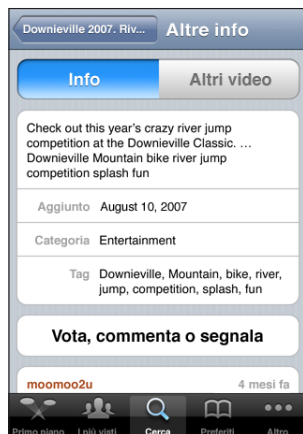 Downieville 2007. Riv... Altre info
Info Altri video
Check out this year's crazy river jump
competition at the Downieville Classic. ...
Downieville Mountain bike river jump
competition splash fun
Aggiunto August 10, 2007
Categoria Entertainment
Tag Downieville, Mountain, bike, river,
jump, competition, splash, fun
Vota, commenta o segnala
moomoo2u 4 mesi fa
Primo piano I più visti Cerca Preferiti Altro